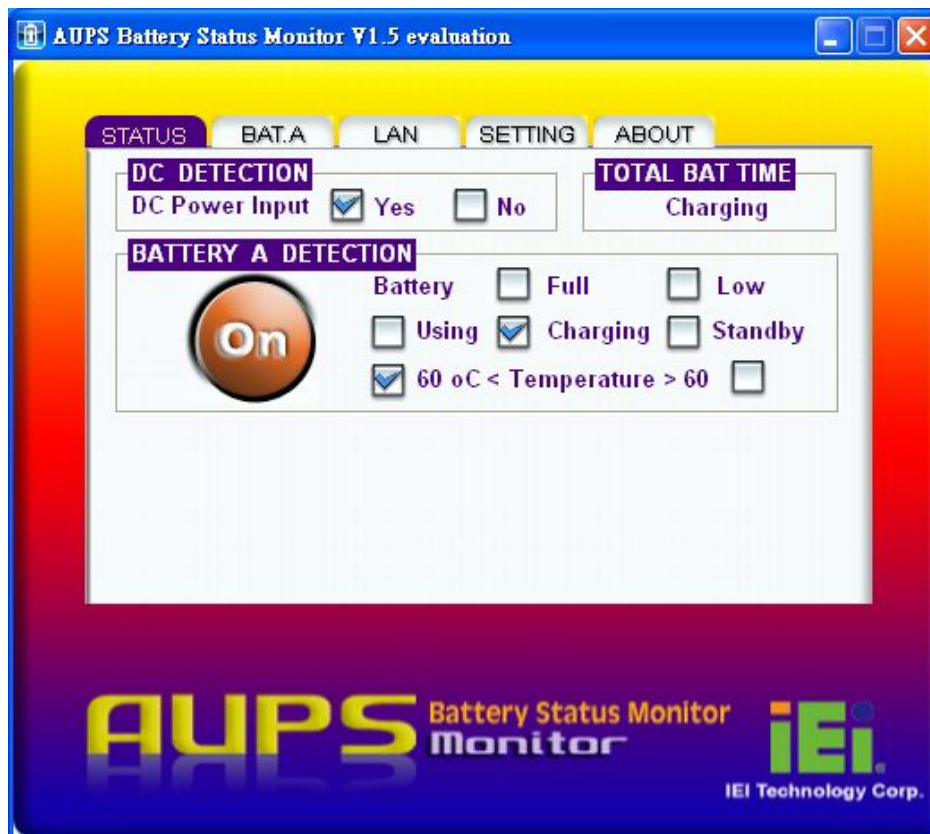 AUPS Battery Status Monitor V1.5 evaluation
STATUS BAT.A LAN SETTING ABOUT
DC DETECTION
DC Power Input Yes No
TOTAL BAT TIME
Charging
BATTERY A DETECTION
On
Battery Full Low
Using Charging Standby
60 oC < Temperature > 60
AUPS Battery Status Monitor
Monitor
iEi
IEI Technology Corp.